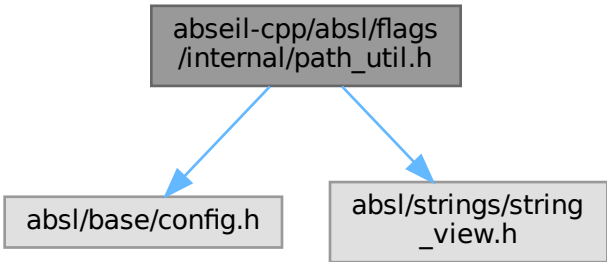 abseil-cpp/absl/flags
/internal/path_util.h
absl/base/config.h
absl/strings/string
_view.h